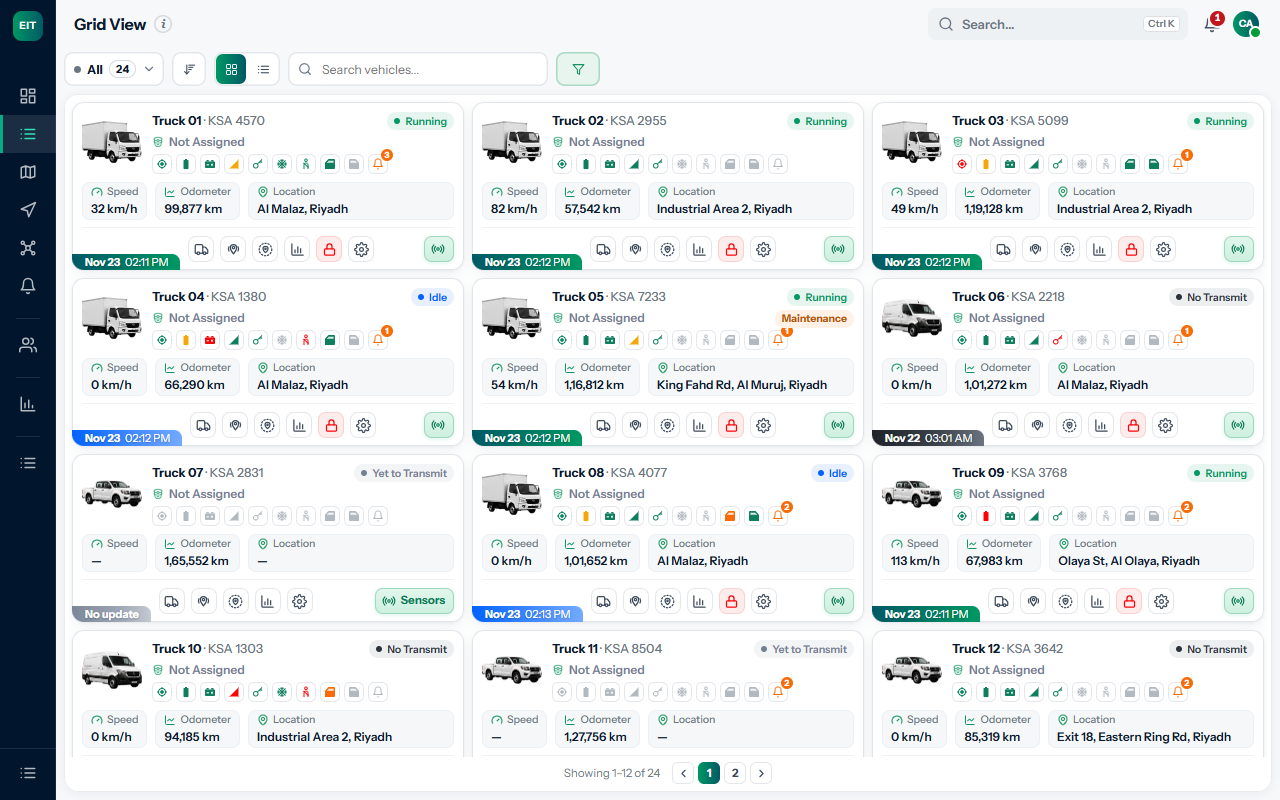 EIT
Grid View
i
Search...
Ctrl K
1
CA
All 24
Search vehicles...
Truck 01 · KSA 4570
Running
Not Assigned
3
Speed
32 km/h
Odometer
99,877 km
Location
Al Malaz, Riyadh
Nov 23 02:11 PM
Truck 02 · KSA 2955
Running
Not Assigned
Speed
82 km/h
Odometer
57,542 km
Location
Industrial Area 2, Riyadh
Nov 23 02:12 PM
Truck 03 · KSA 5099
Running
Not Assigned
1
Speed
49 km/h
Odometer
1,19,128 km
Location
Industrial Area 2, Riyadh
Nov 23 02:12 PM
Truck 04 · KSA 1380
Idle
Not Assigned
1
Speed
0 km/h
Odometer
66,290 km
Location
Al Malaz, Riyadh
Nov 23 02:12 PM
Truck 05 · KSA 7233
Running
Not Assigned
Maintenance
1
Speed
54 km/h
Odometer
1,16,812 km
Location
King Fahd Rd, Al Muruj, Riyadh
Nov 23 02:12 PM
Truck 06 · KSA 2218
No Transmit
Not Assigned
1
Speed
0 km/h
Odometer
1,01,272 km
Location
Al Malaz, Riyadh
Nov 22 03:01 AM
Truck 07 · KSA 2831
Yet to Transmit
Not Assigned
Speed
—
Odometer
1,65,552 km
Location
—
Sensors
No update
Truck 08 · KSA 4077
Idle
Not Assigned
2
Speed
0 km/h
Odometer
1,01,652 km
Location
Al Malaz, Riyadh
Nov 23 02:13 PM
Truck 09 · KSA 3768
Running
Not Assigned
2
Speed
113 km/h
Odometer
67,983 km
Location
Olaya St, Al Olaya, Riyadh
Nov 23 02:11 PM
Truck 10 · KSA 1303
No Transmit
Not Assigned
Speed
0 km/h
Odometer
94,185 km
Location
Industrial Area 2, Riyadh
Truck 11 · KSA 8504
Yet to Transmit
Not Assigned
2
Speed
—
Odometer
1,27,756 km
Location
—
Truck 12 · KSA 3642
No Transmit
Not Assigned
2
Speed
0 km/h
Odometer
85,319 km
Location
Exit 18, Eastern Ring Rd, Riyadh
Showing 1–12 of 24
1
2